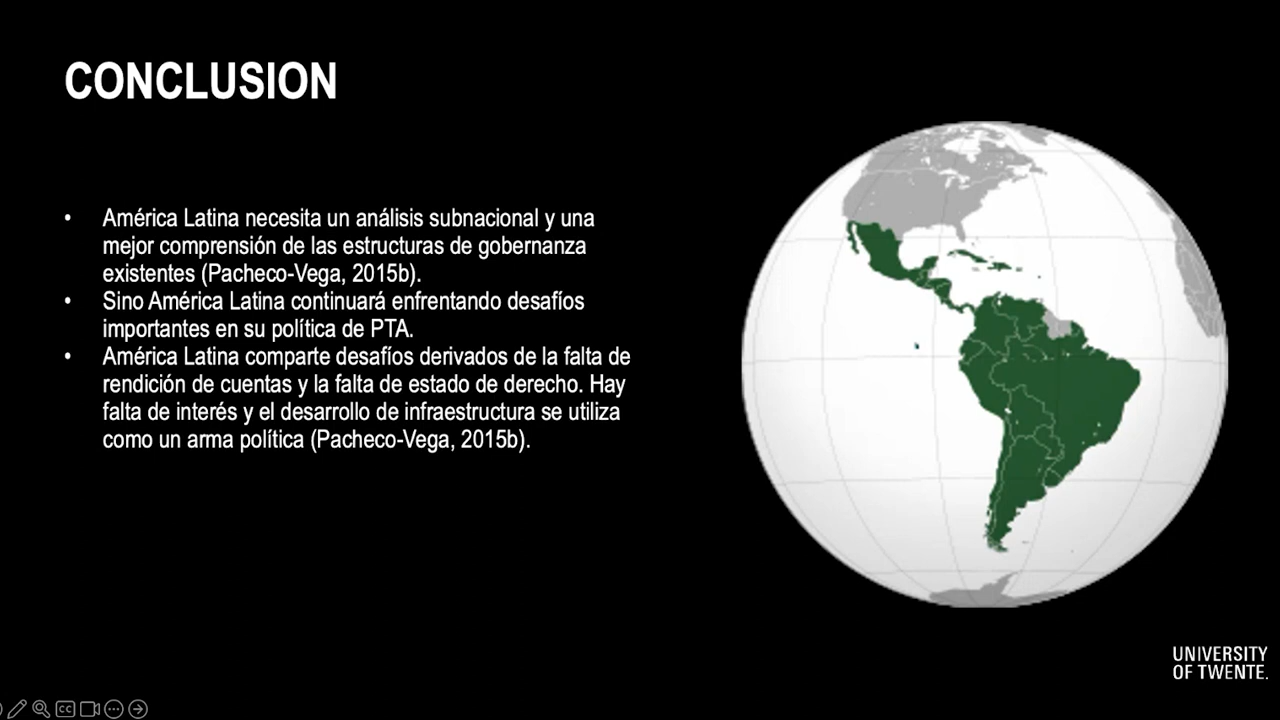 CONCLUSION
• América Latina necesita un análisis subnacional y una
mejor comprensión de las estructuras de gobernanza
existentes (Pacheco-Vega, 2015b).
• Sino América Latina continuará enfrentando desafíos
importantes en su política de PTA.
• América Latina comparte desafíos derivados de la falta de
rendición de cuentas y la falta de estado de derecho. Hay
falta de interés y el desarrollo de infraestructura se utiliza
como un arma política (Pacheco-Vega, 2015b).
UNIVERSITY
OF TWENTE.
CC